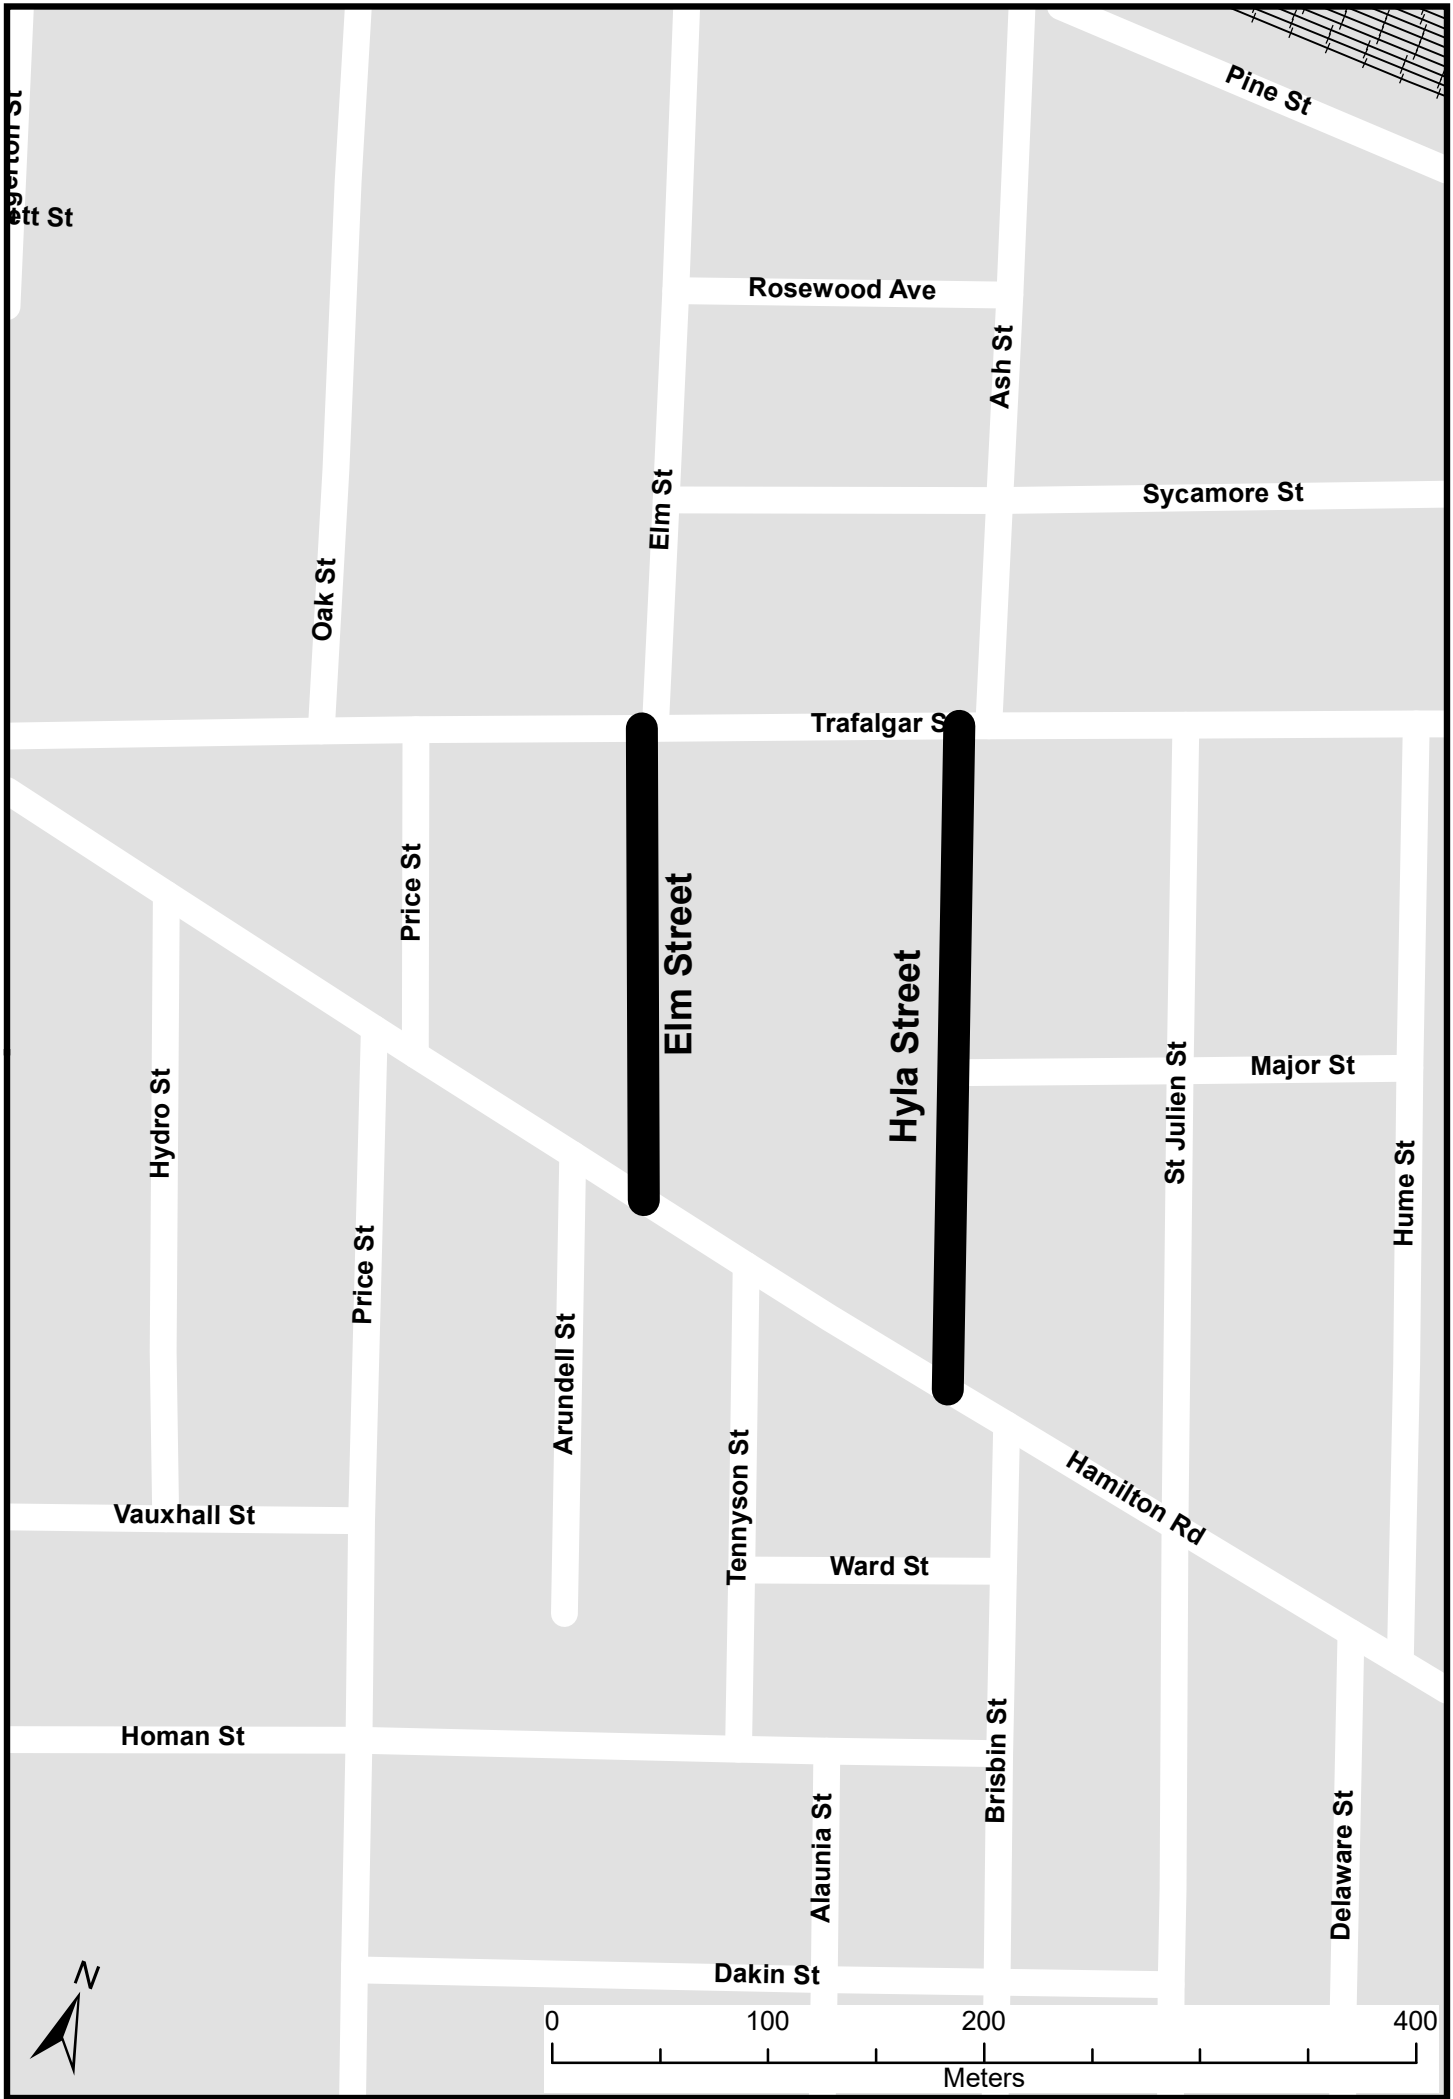 Pine St
ett St
Rosewood Ave
Ash St
Elm St
Sycamore St
Oak St
Trafalgar S
Price St
Elm Street
Hyla Street
Hydro St
St Julien St
Major St
Hume St
Price St
Arundell St
Tennyson St
Hamilton Rd
Vauxhall St
Ward St
Homan St
Brisbin St
Alaunia St
Delaware St
Dakin St
N
0 100 200 400
Meters